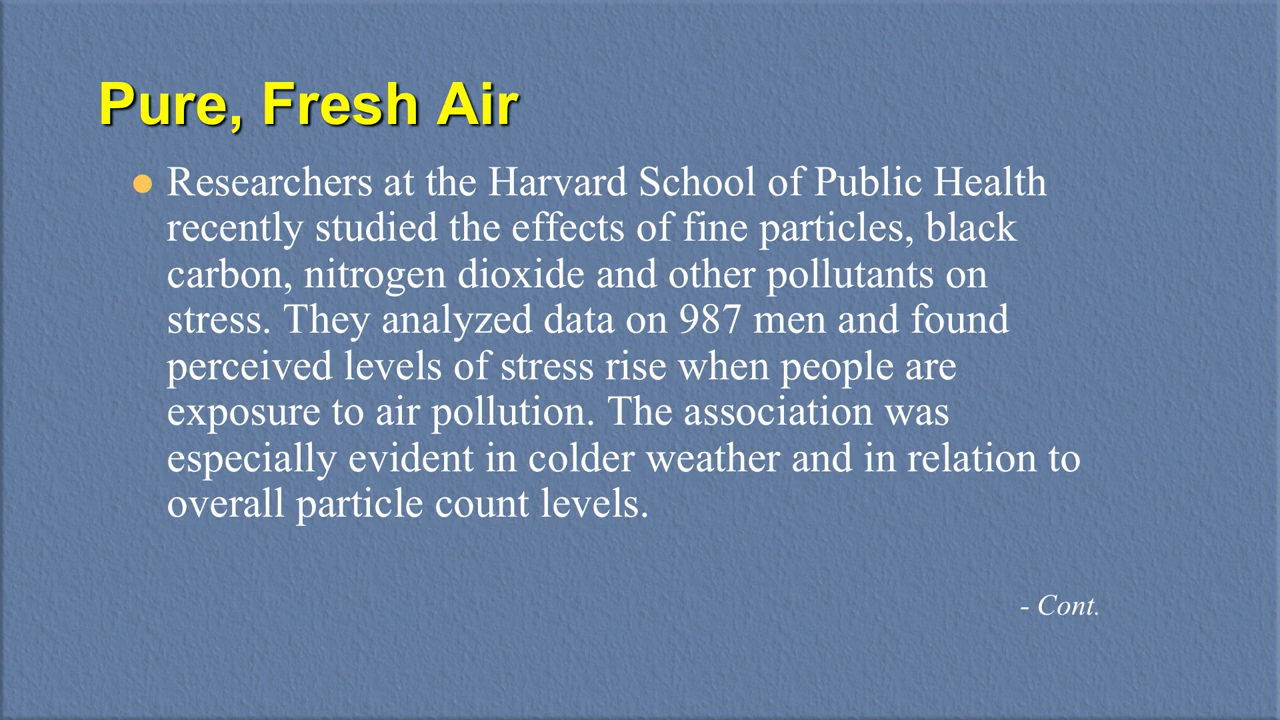 Pure, Fresh Air
Researchers at the Harvard School of Public Health
recently studied the effects of fine particles, black
carbon, nitrogen dioxide and other pollutants on
stress. They analyzed data on 987 men and found
perceived levels of stress rise when people are
exposure to air pollution. The association was
especially evident in colder weather and in relation to
overall particle count levels.
- Cont.